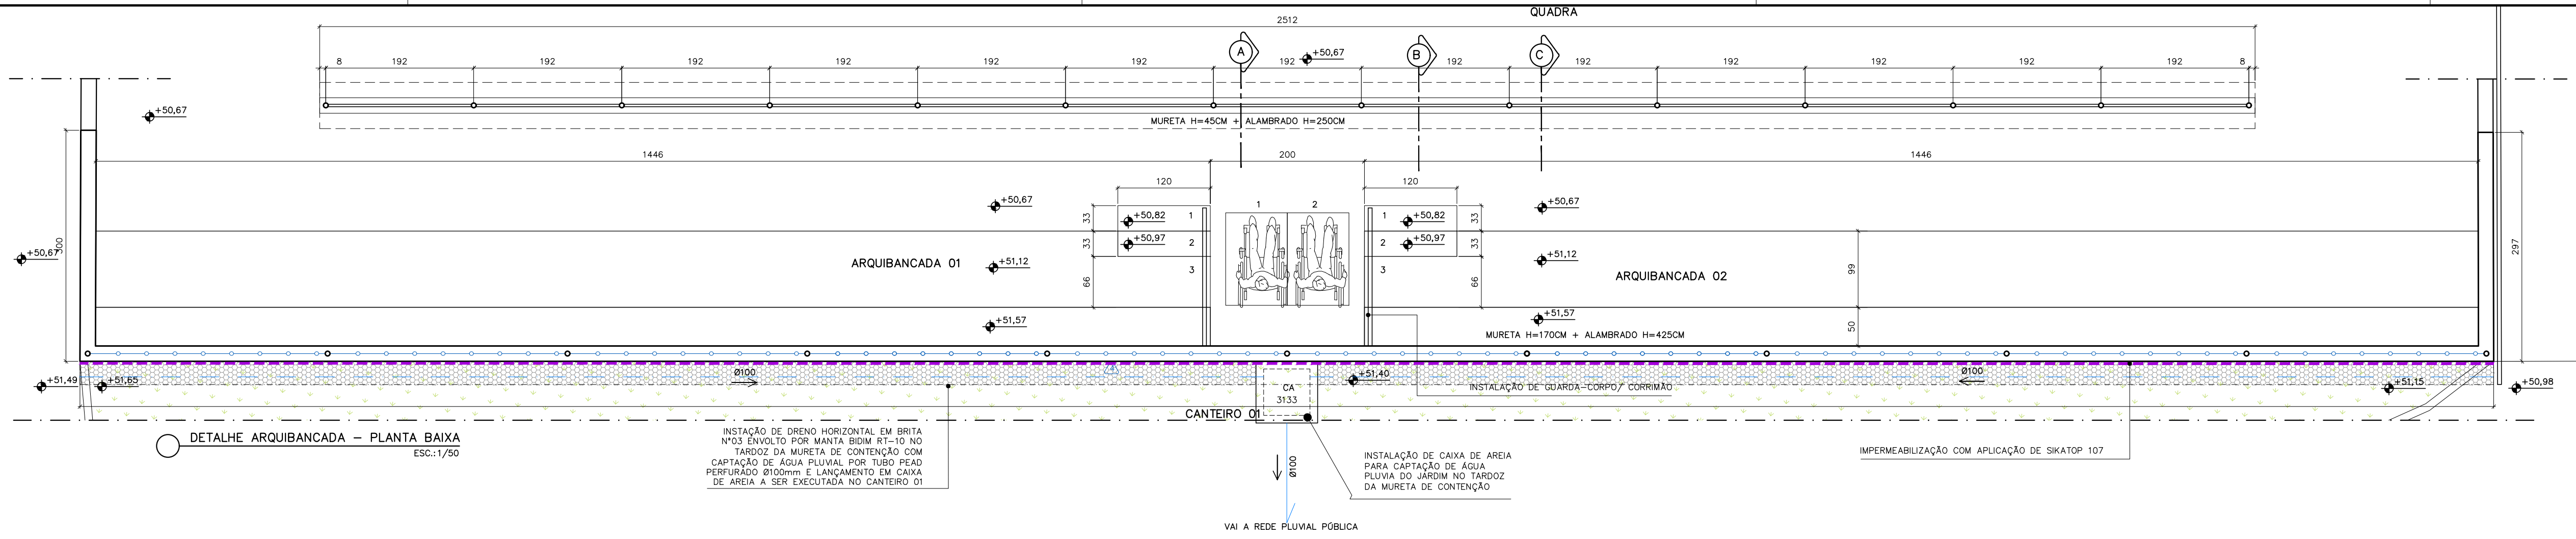 QUADRA
2512
8
192
192
192
192
192
192
192
192
192
192
192
192
192
8
A
B
C
+50,67
+50,67
MURETA H=45CM + ALAMBRADO H=250CM
1446
200
1446
120
120
+50,67
+50,67
33
33
66
+50,82
+50,97
1
2
3
1
2
1
2
3
+50,82
+50,97
33
33
66
+50,67
300
297
ARQUIBANCADA 01
+51,12
+51,12
ARQUIBANCADA 02
99
50
+51,57
+51,57
MURETA H=170CM + ALAMBRADO H=425CM
+51,49
+51,65
Ø100
4
+51,40
INSTALAÇÃO DE GUARDA-CORPO/ CORRIMÃO
Ø100
+51,15
+50,98
CA
3133
CANTEIRO 01
DETALHE ARQUIBANCADA - PLANTA BAIXA
ESC.:1/50
INSTAÇÃO DE DRENO HORIZONTAL EM BRITA
N°03 ENVOLTO POR MANTA BIDIM RT-10 NO
TARDOZ DA MURETA DE CONTENÇÃO COM
CAPTAÇÃO DE ÁGUA PLUVIAL POR TUBO PEAD
PERFURADO Ø100mm E LANÇAMENTO EM CAIXA
DE AREIA A SER EXECUTADA NO CANTEIRO 01
Ø100
INSTALAÇÃO DE CAIXA DE AREIA
PARA CAPTAÇÃO DE ÁGUA
PLUVIA DO JARDIM NO TARDOZ
DA MURETA DE CONTENÇÃO
IMPERMEABILIZAÇÃO COM APLICAÇÃO DE SIKATOP 107
VAI A REDE PLUVIAL PÚBLICA